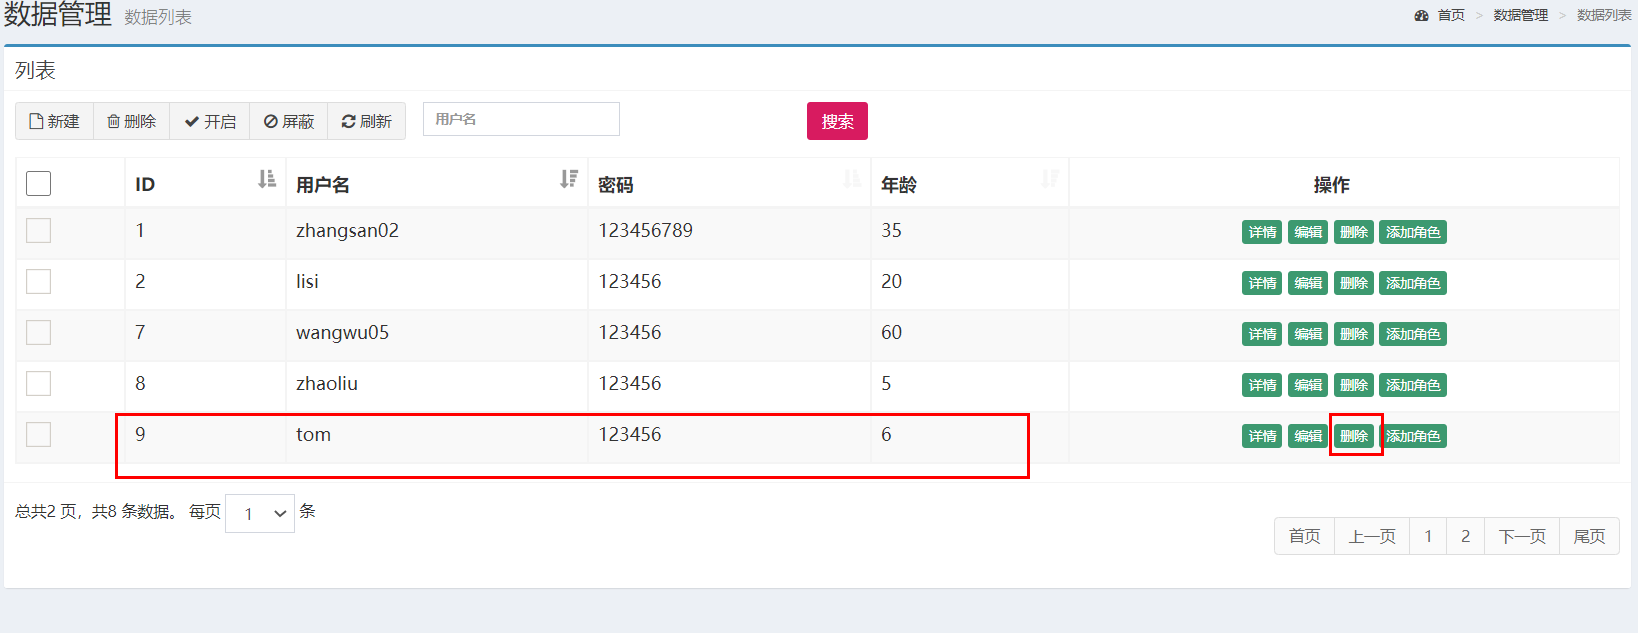 数据管理 数据列表 首页 > 数据管理 > 数据列表
列表
新建 删除 开启 屏蔽 刷新 用户名 搜索
ID 用户名 密码 年龄 操作
1 zhangsan02 123456789 35 详情 编辑 删除 添加角色
2 lisi 123456 20 详情 编辑 删除 添加角色
7 wangwu05 123456 60 详情 编辑 删除 添加角色
8 zhaoliu 123456 5 详情 编辑 删除 添加角色
9 tom 123456 6 详情 编辑 删除 添加角色
总共2 页，共8 条数据。 每页 1 条
首页 上一页 1 2 下一页 尾页